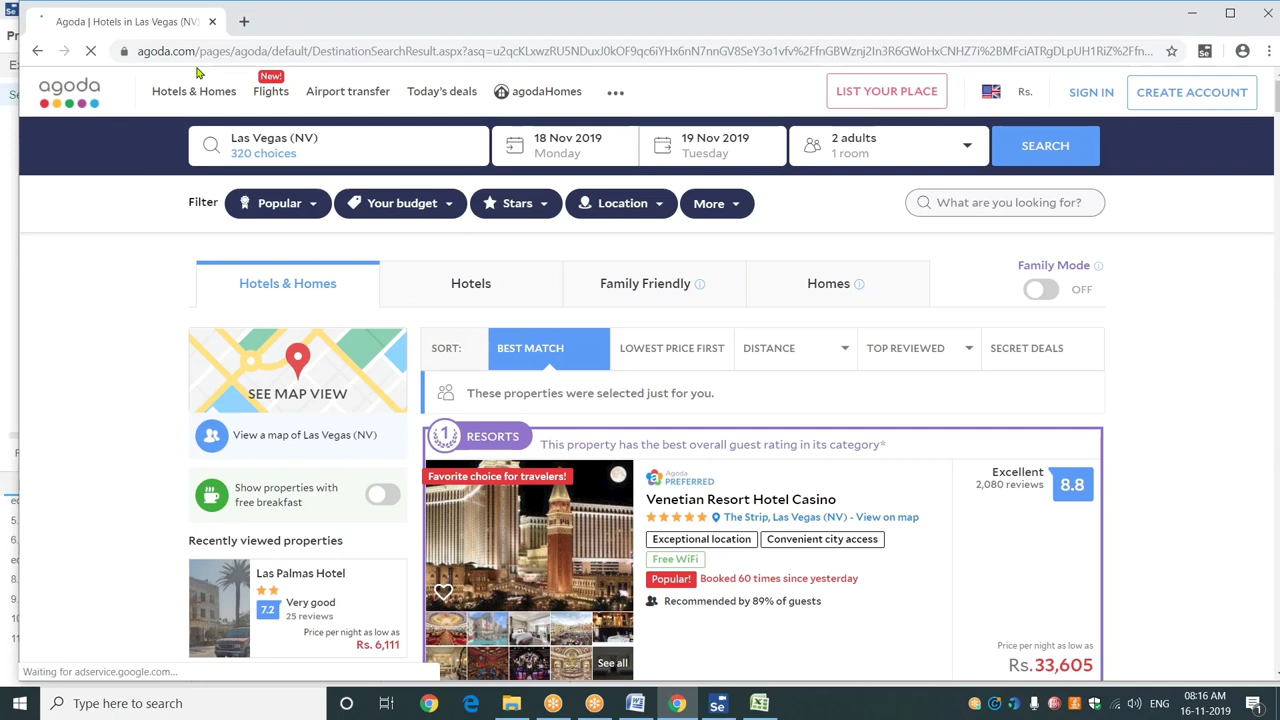 Agoda | Hotels in Las Vegas (NV)
agoda.com/pages/agoda/default/DestinationSearchResult.aspx?asq=u2qcKLxwzRU5NDuxJ0kOF9qc6iYHx6nN7nnGVSeY3o1vfv%2FfnGBWznj2In3R6GWoHxCNHZ7i%2BMFciATRgDLpUH1RiZ%2Ffn...
agoda
Hotels & Homes
New!
Flights
Airport transfer
Today's deals
agodaHomes
LIST YOUR PLACE
Rs.
SIGN IN
CREATE ACCOUNT
Las Vegas (NV)
320 choices
18 Nov 2019
Monday
19 Nov 2019
Tuesday
2 adults
1 room
SEARCH
Filter
Popular
Your budget
Stars
Location
More
What are you looking for?
Hotels & Homes
Hotels
Family Friendly
Homes
Family Mode
OFF
SEE MAP VIEW
View a map of Las Vegas (NV)
Show properties with
free breakfast
Recently viewed properties
Las Palmas Hotel
7.2
Very good
25 reviews
Price per night as low as
Rs. 6,111
SORT:
BEST MATCH
LOWEST PRICE FIRST
DISTANCE
TOP REVIEWED
SECRET DEALS
These properties were selected just for you.
1
RESORTS
This property has the best overall guest rating in its category*
Favorite choice for travelers!
See all
Agoda
PREFERRED
Venetian Resort Hotel Casino
The Strip, Las Vegas (NV) - View on map
Exceptional location
Convenient city access
Free WiFi
Popular!
Booked 60 times since yesterday
Recommended by 89% of guests
Excellent
2,080 reviews
8.8
Price per night as low as
Rs. 33,605
Waiting for adservice.google.com...
Type here to search
ENG
08:16 AM
16-11-2019